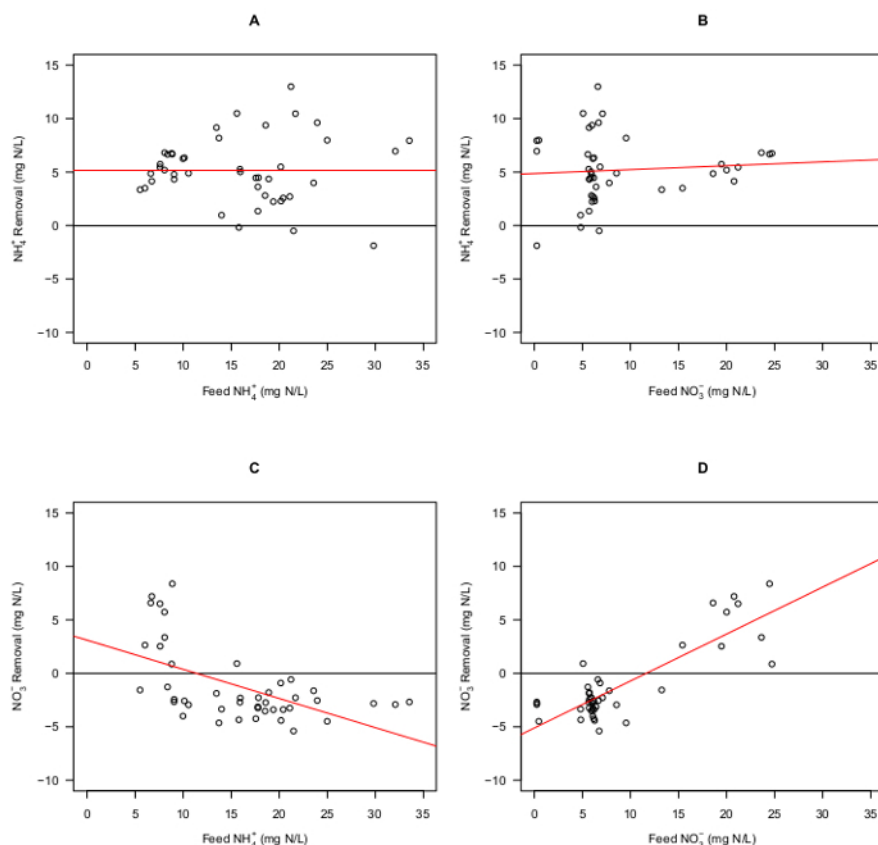 A
15
10
5
0
−5
−10
NH₄⁺ Removal (mg N/L)
0 5 10 15 20 25 30 35
Feed NH₄⁺ (mg N/L)
B
15
10
5
0
−5
−10
NH₄⁺ Removal (mg N/L)
0 5 10 15 20 25 30 35
Feed NO₃⁻ (mg N/L)
C
15
10
5
0
−5
−10
NO₃⁻ Removal (mg N/L)
0 5 10 15 20 25 30 35
Feed NH₄⁺ (mg N/L)
D
15
10
5
0
−5
−10
NO₃⁻ Removal (mg N/L)
0 5 10 15 20 25 30 35
Feed NO₃⁻ (mg N/L)